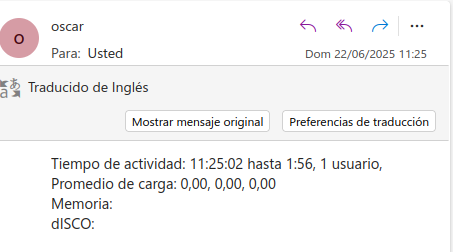 O
oscar
Para: Usted
Dom 22/06/2025 11:25
Traducido de Inglés
Mostrar mensaje original
Preferencias de traducción
Tiempo de actividad: 11:25:02 hasta 1:56, 1 usuario,
Promedio de carga: 0,00, 0,00, 0,00
Memoria:
dISCO: